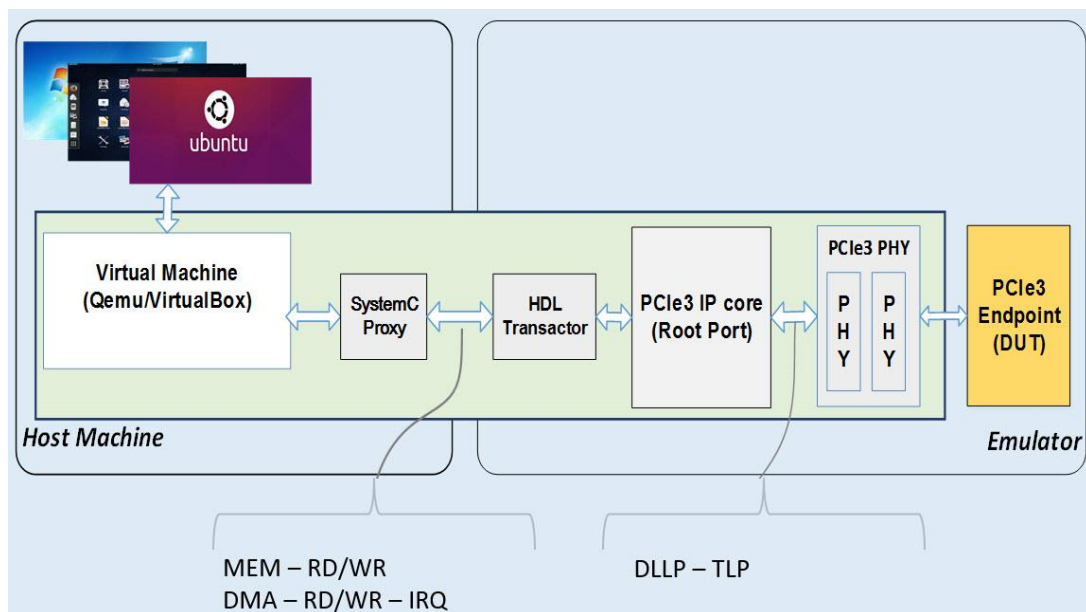 ubuntu
Virtual Machine
(Qemu/VirtualBox)
SystemC
Proxy
HDL
Transactor
PCIe3 IP core
(Root Port)
PCIe3 PHY
P
H
Y
P
H
Y
PCIe3
Endpoint
(DUT)
Host Machine
Emulator
MEM – RD/WR
DMA – RD/WR – IRQ
DLLP – TLP